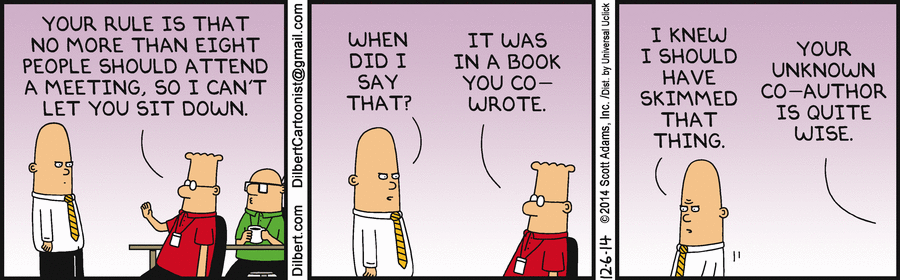 YOUR RULE IS THAT
NO MORE THAN EIGHT
PEOPLE SHOULD ATTEND
A MEETING, SO I CAN'T
LET YOU SIT DOWN.
Dilbert.com DilbertCartoonist@gmail.com
WHEN
DID I
SAY
THAT?
IT WAS
IN A BOOK
YOU CO-
WROTE.
12-6-14 ©2014 Scott Adams, Inc. /Dist. by Universal Uclick
I KNEW
I SHOULD
HAVE
SKIMMED
THAT
THING.
YOUR
UNKNOWN
CO-AUTHOR
IS QUITE
WISE.